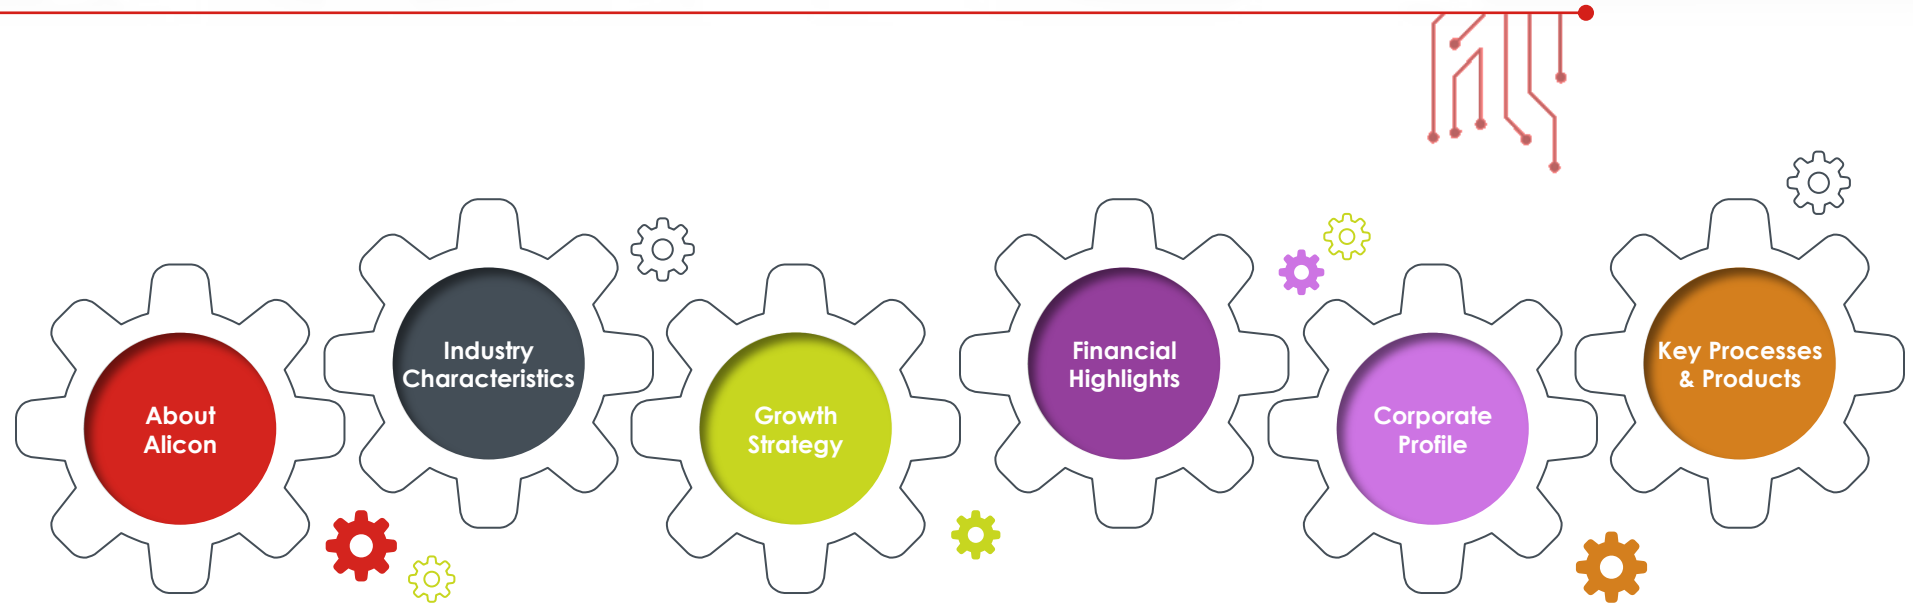 About
Alicon
Industry
Characteristics
Growth
Strategy
Financial
Highlights
Corporate
Profile
Key Processes
& Products